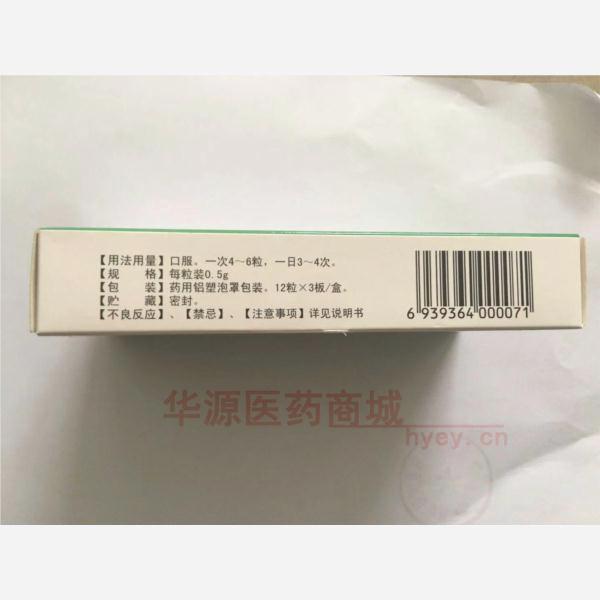 【用法用量】口服。一次4～6粒，一日3～4次。
【规　　格】每粒装0.5g
【包　　装】药用铝塑泡罩包装。12粒×3板/盒。
【贮　　藏】密封。
【不良反应】、【禁忌】、【注意事项】详见说明书
6 939364 000071
华源医药商城
hyey.cn